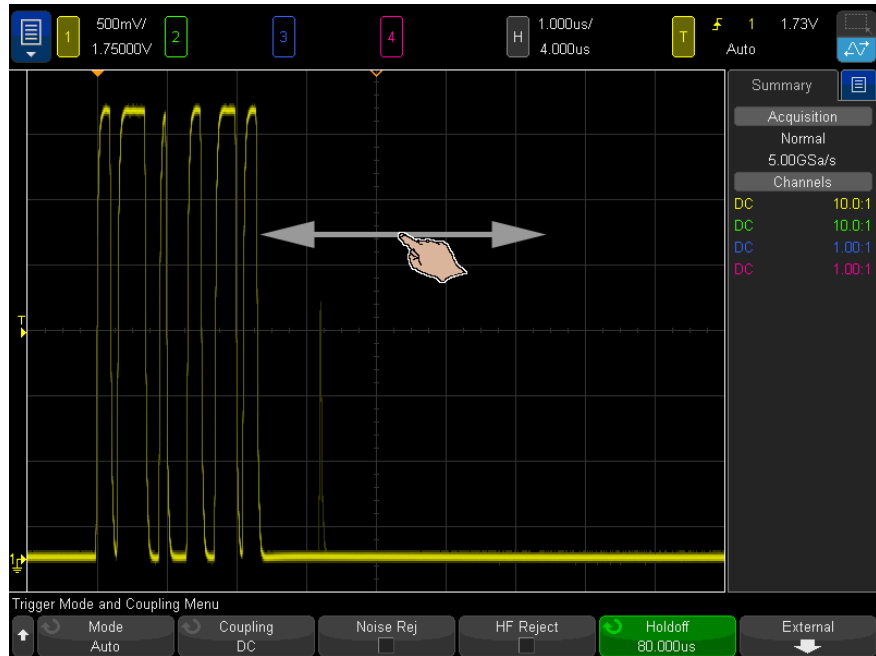 1
500mV/
1.75000V
2
3
4
H
1.000us/
4.000us
T
1
1.73V
Auto
Summary
Acquisition
Normal
5.00GSa/s
Channels
DC 10.0:1
DC 10.0:1
DC 1.00:1
DC 1.00:1
T
1
Trigger Mode and Coupling Menu
Mode
Auto
Coupling
DC
Noise Rej
HF Reject
Holdoff
80.000us
External